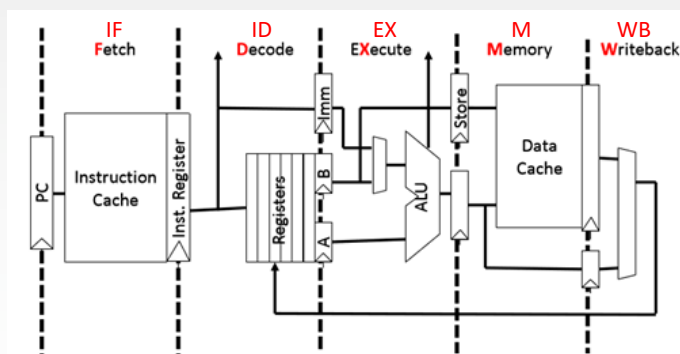 IF
ID
EX
M
WB
Fetch
Decode
EXecute
Memory
Writeback
PC
Instruction
Cache
Inst. Register
Registers
Imm
B
A
ALU
Store
Data
Cache